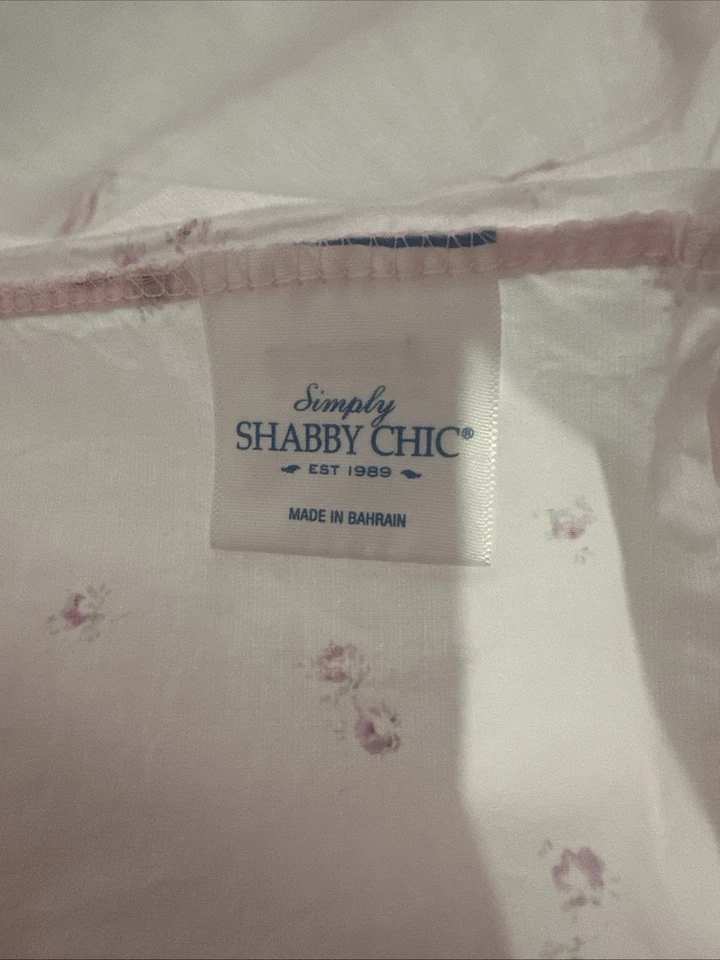 Simply
SHABBY CHIC®
EST 1989
MADE IN BAHRAIN